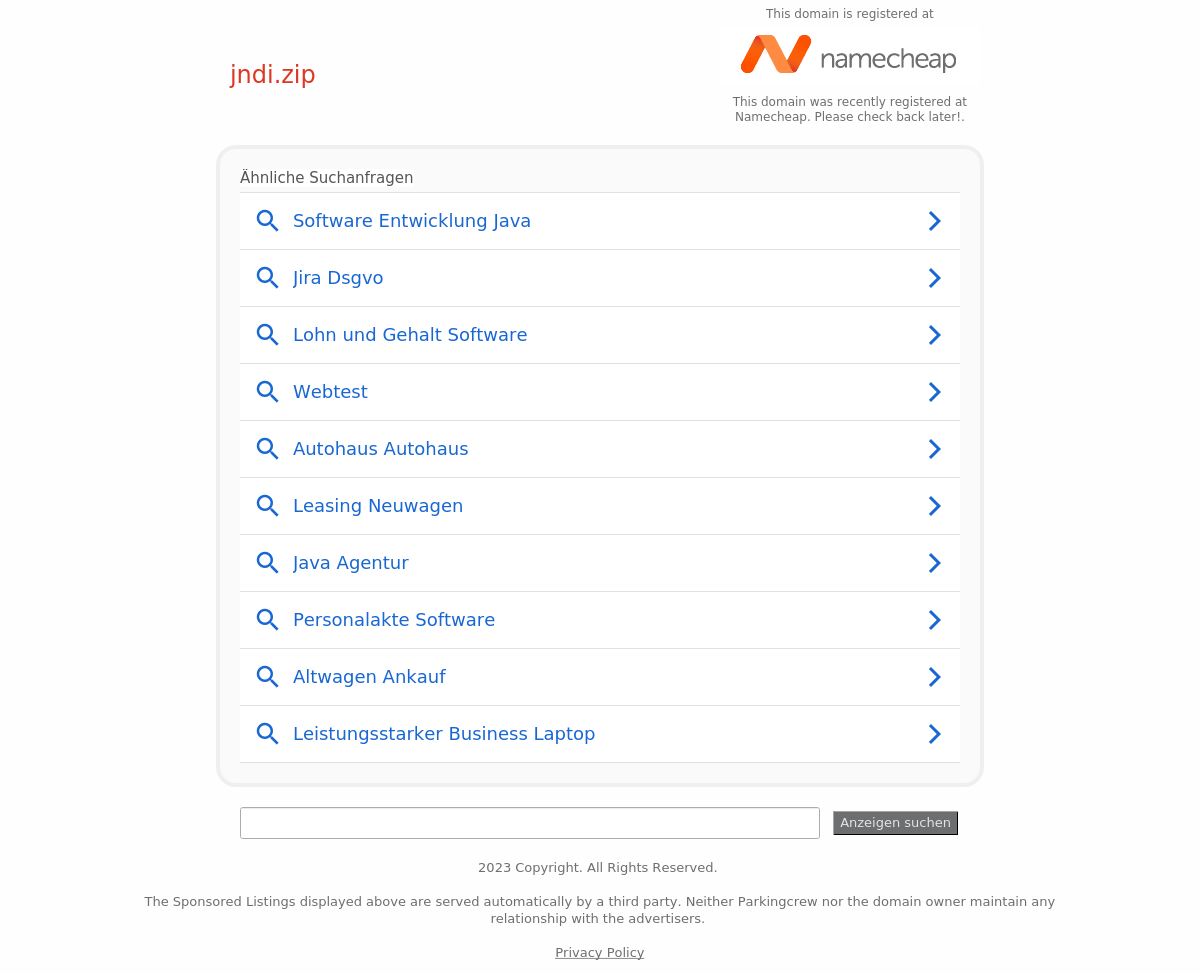 This domain is registered at
namecheap
jndi.zip
This domain was recently registered at
Namecheap. Please check back later!.
Ähnliche Suchanfragen
Software Entwicklung Java
Jira Dsgvo
Lohn und Gehalt Software
Webtest
Autohaus Autohaus
Leasing Neuwagen
Java Agentur
Personalakte Software
Altwagen Ankauf
Leistungsstarker Business Laptop
Anzeigen suchen
2023 Copyright. All Rights Reserved.
The Sponsored Listings displayed above are served automatically by a third party. Neither Parkingcrew nor the domain owner maintain any
relationship with the advertisers.
Privacy Policy